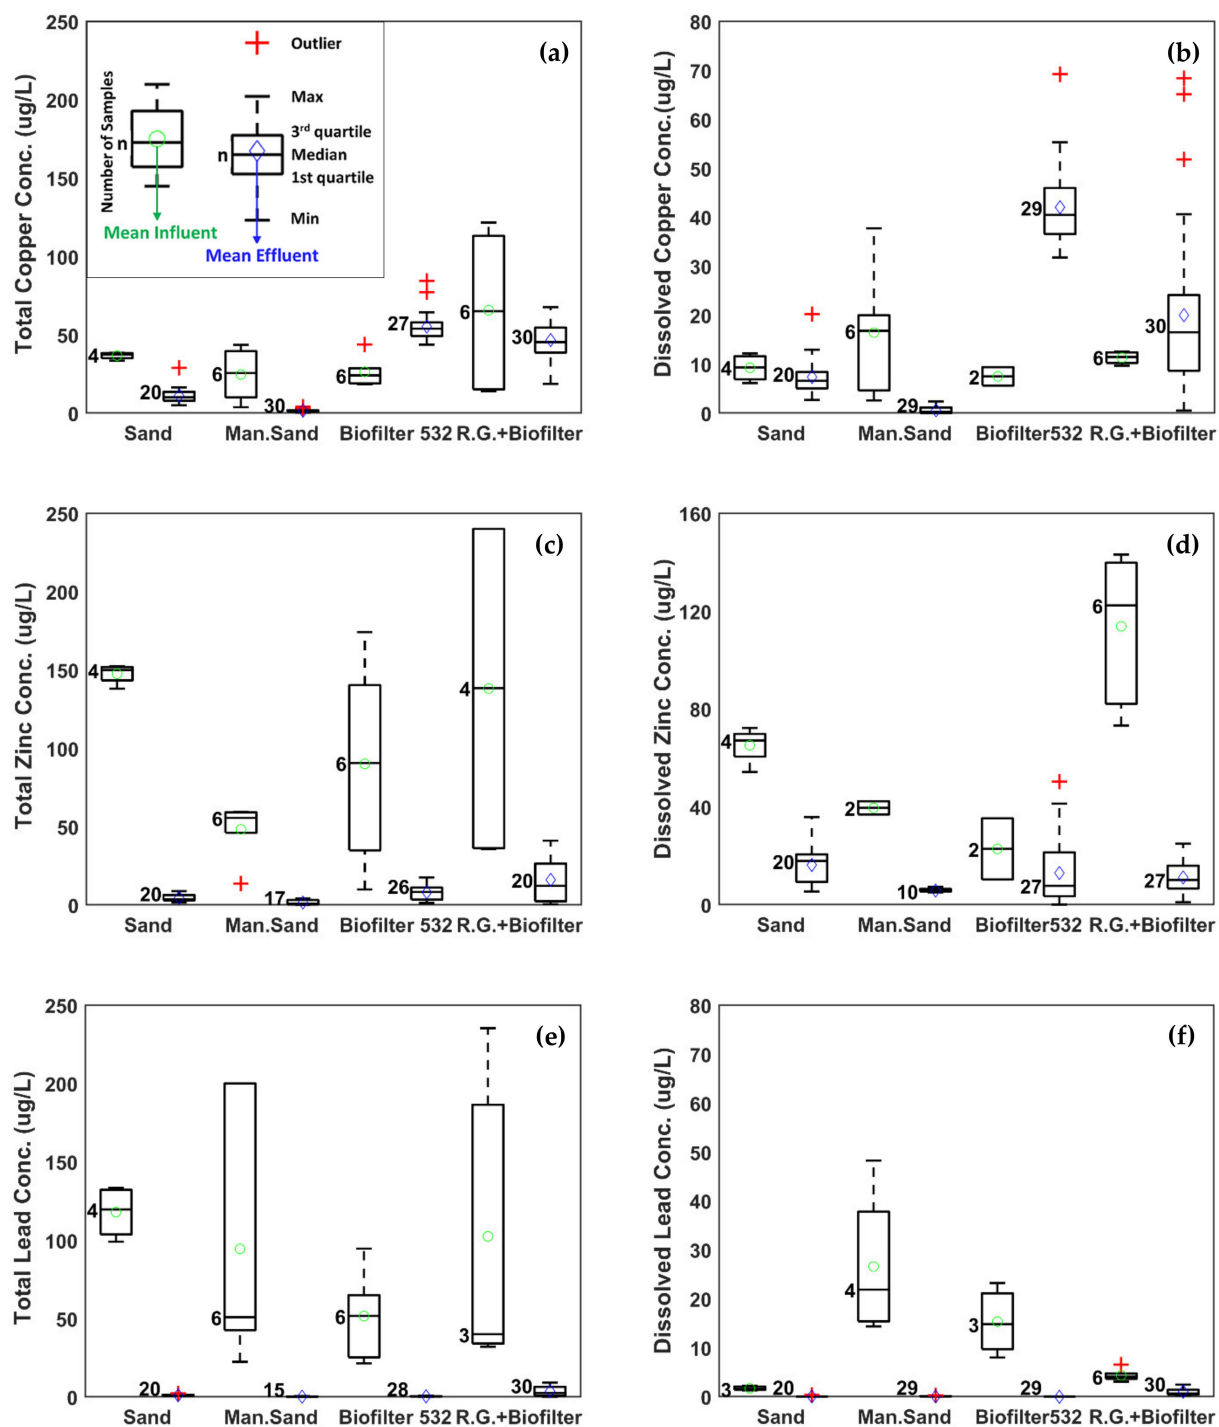 (a)
Total Copper Conc. (ug/L)
250
200
150
100
50
0
Number of Samples
n
Mean Influent
n
Outlier
Max
3rd quartile
Median
1st quartile
Min
Mean Effluent
4
20
6
30
6
27
6
30
Sand
Man.Sand
Biofilter 532
R.G.+Biofilter
(b)
Dissolved Copper Conc.(ug/L)
80
70
60
50
40
30
20
10
0
4
20
6
29
2
29
6
30
Sand
Man.Sand
Biofilter532
R.G.+Biofilter
(c)
Total Zinc Conc. (ug/L)
250
200
150
100
50
0
4
20
6
17
6
26
4
20
Sand
Man.Sand
Biofilter 532
R.G.+Biofilter
(d)
Dissolved Zinc Conc. (ug/L)
160
120
80
40
0
4
20
2
10
2
27
6
27
Sand
Man.Sand
Biofilter532
R.G.+Biofilter
(e)
Total Lead Conc. (ug/L)
250
200
150
100
50
0
4
20
6
15
6
28
3
30
Sand
Man.Sand
Biofilter 532
R.G.+Biofilter
(f)
Dissolved Lead Conc. (ug/L)
80
70
60
50
40
30
20
10
0
3
20
4
29
3
29
6
30
Sand
Man.Sand
Biofilter532
R.G.+Biofilter